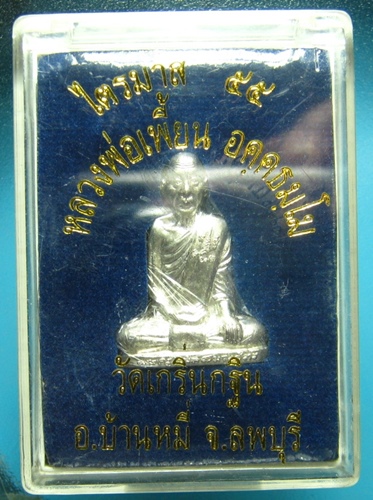 ไตรมาส ๕๕
หลวงพ่อเพี้ยน อคฺคธมฺโม
วัดเกริ่นกฐิน
อ.บ้านหมี่ จ.ลพบุรี